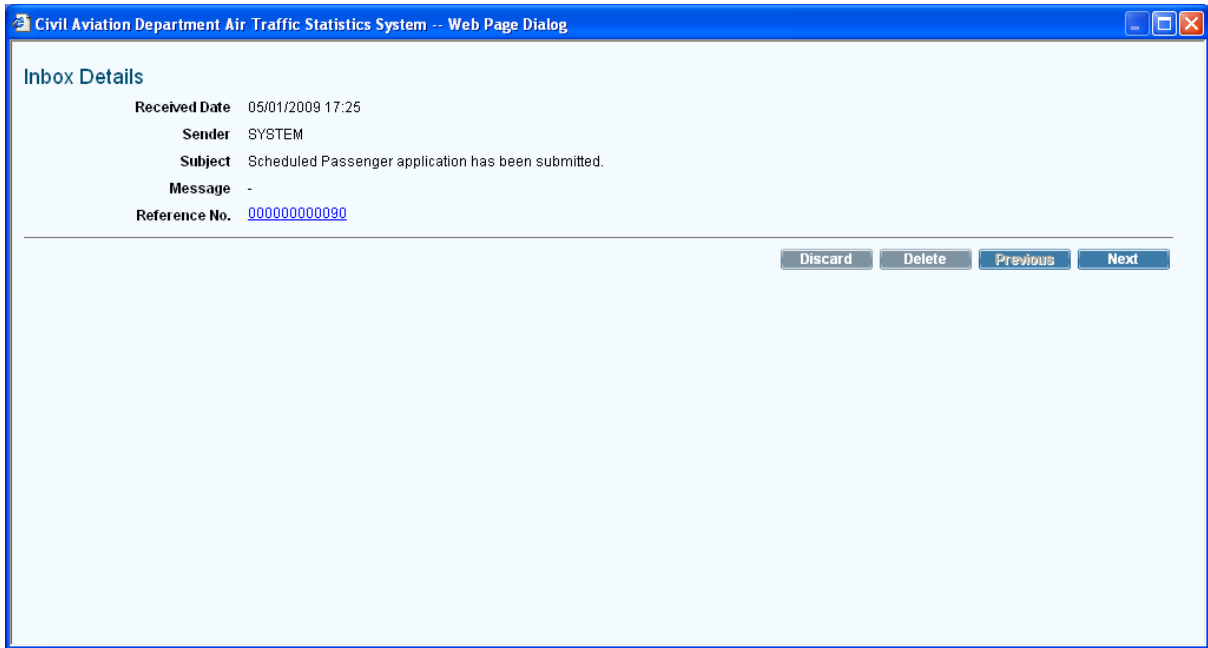 Civil Aviation Department Air Traffic Statistics System -- Web Page Dialog
Inbox Details
Received Date 05/01/2009 17:25
Sender SYSTEM
Subject Scheduled Passenger application has been submitted.
Message -
Reference No. 000000000090
Discard Delete Previous Next